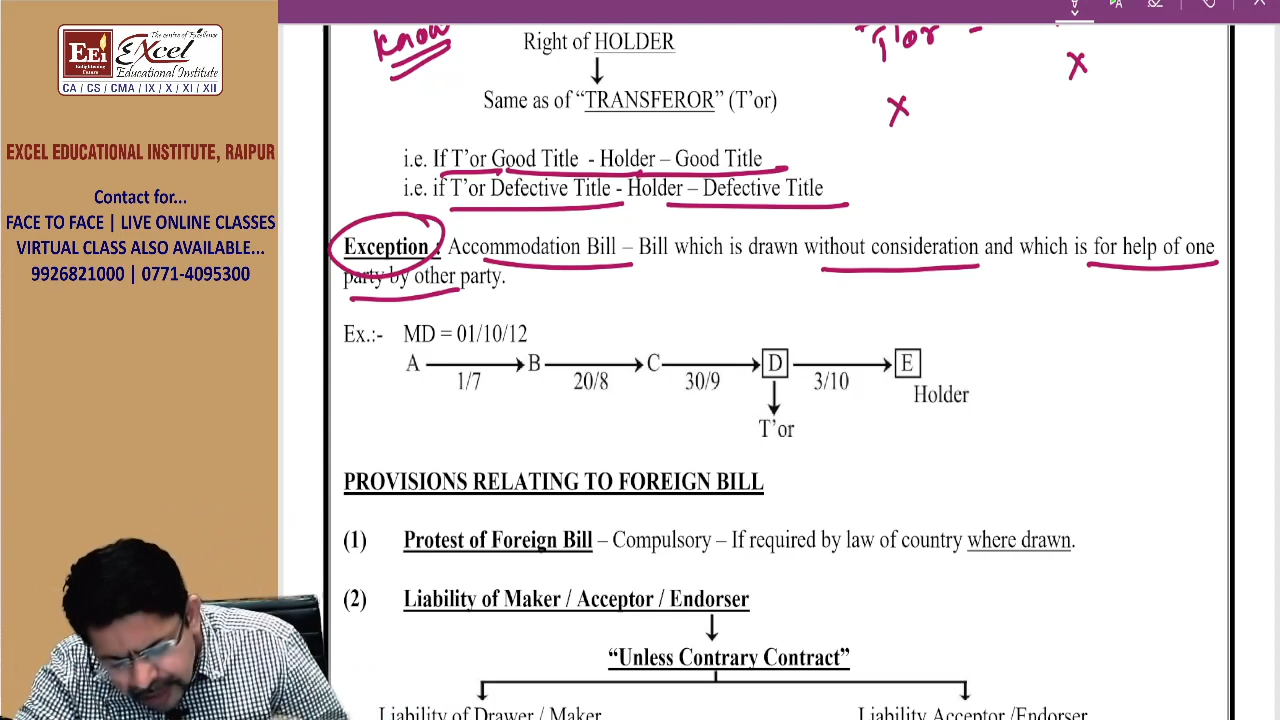 The centre of Excellence
EEi
Enlightening Centre
Excel
Educational Institute
CA / CS / CMA / IX / X / XI / XII
EXCEL EDUCATIONAL INSTITUTE, RAIPUR
Contact for...
FACE TO FACE | LIVE ONLINE CLASSES
VIRTUAL CLASS ALSO AVAILABLE...
9926821000 | 0771-4095300
Know
T'or -
Right of HOLDER
Same as of “TRANSFEROR” (T’or)
i.e. If T’or Good Title - Holder – Good Title
i.e. if T’or Defective Title - Holder – Defective Title
Exception : Accommodation Bill – Bill which is drawn without consideration and which is for help of one
party by other party.
Ex.:- MD = 01/10/12
A B C D E
1/7 20/8 30/9 3/10
Holder
T’or
PROVISIONS RELATING TO FOREIGN BILL
(1) Protest of Foreign Bill – Compulsory – If required by law of country where drawn.
(2) Liability of Maker / Acceptor / Endorser
“Unless Contrary Contract”
Liability of Drawer / Maker Liability Acceptor /Endorser